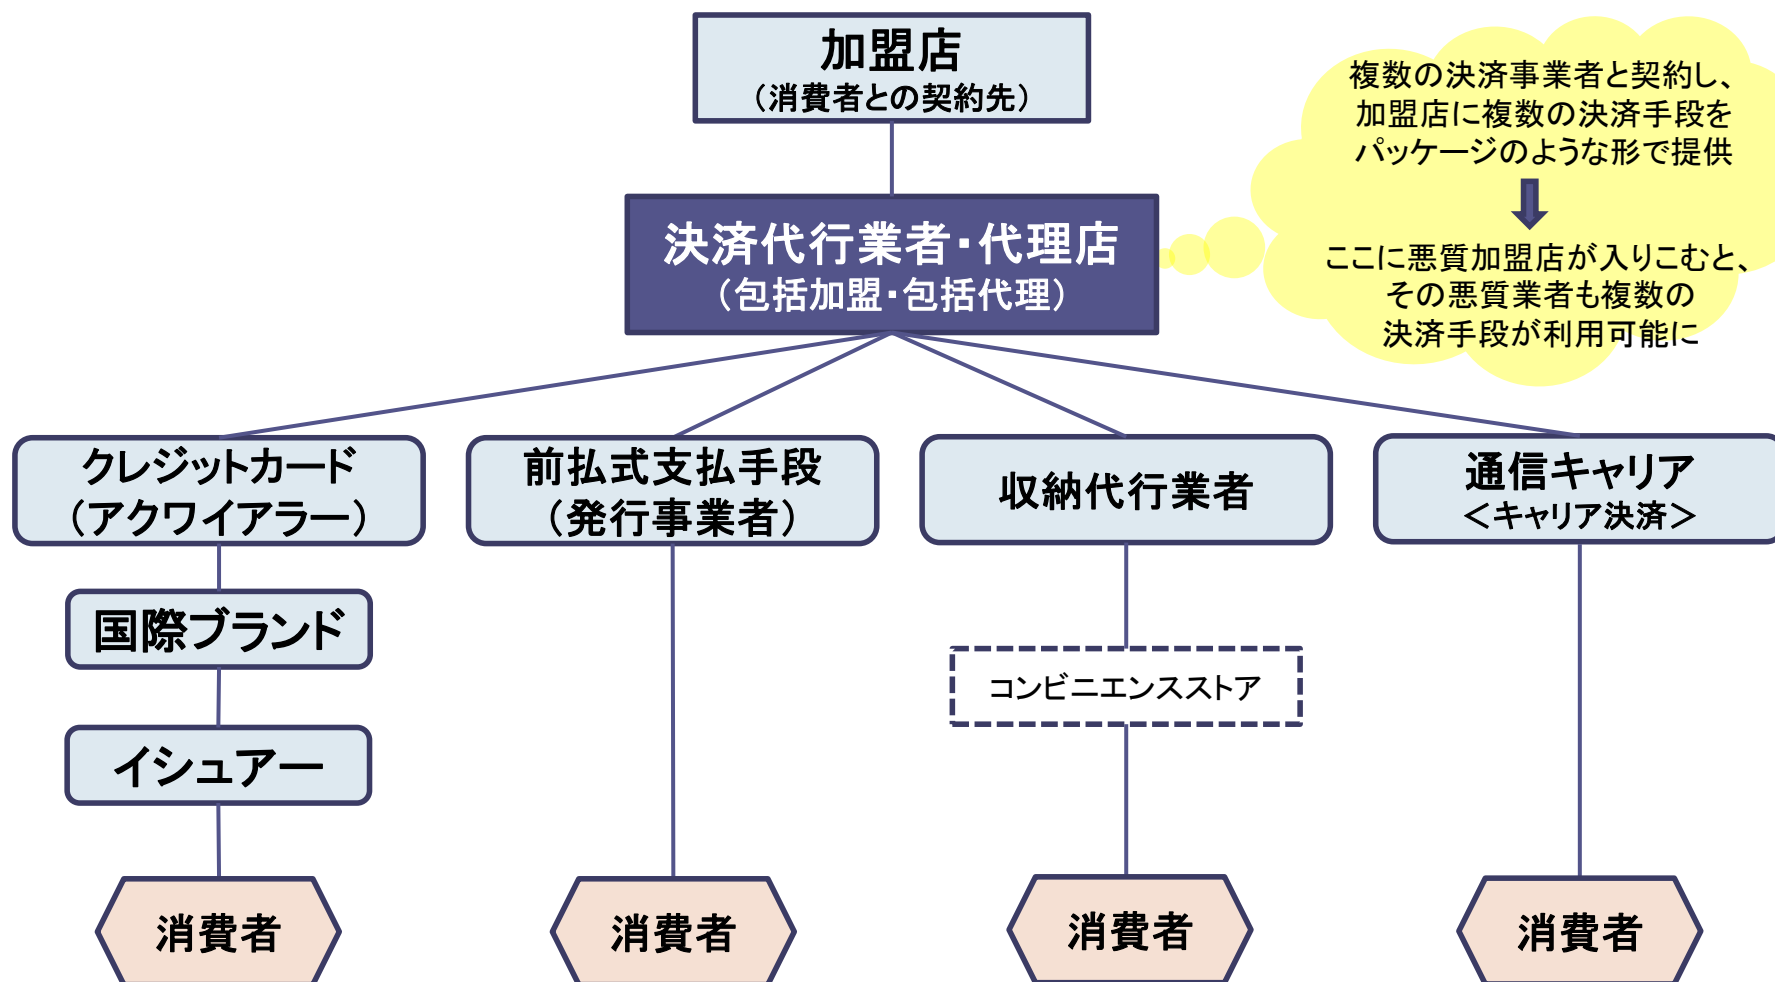 加盟店
（消費者との契約先）
複数の決済事業者と契約し、
加盟店に複数の決済手段を
パッケージのような形で提供
ここに悪質加盟店が入りこむと、
その悪質業者も複数の
決済手段が利用可能に
決済代行業者・代理店
（包括加盟・包括代理）
クレジットカード
（アクワイアラー）
前払式支払手段
（発行事業者）
収納代行業者
通信キャリア
＜キャリア決済＞
国際ブランド
コンビニエンスストア
イシュアー
消費者
消費者
消費者
消費者